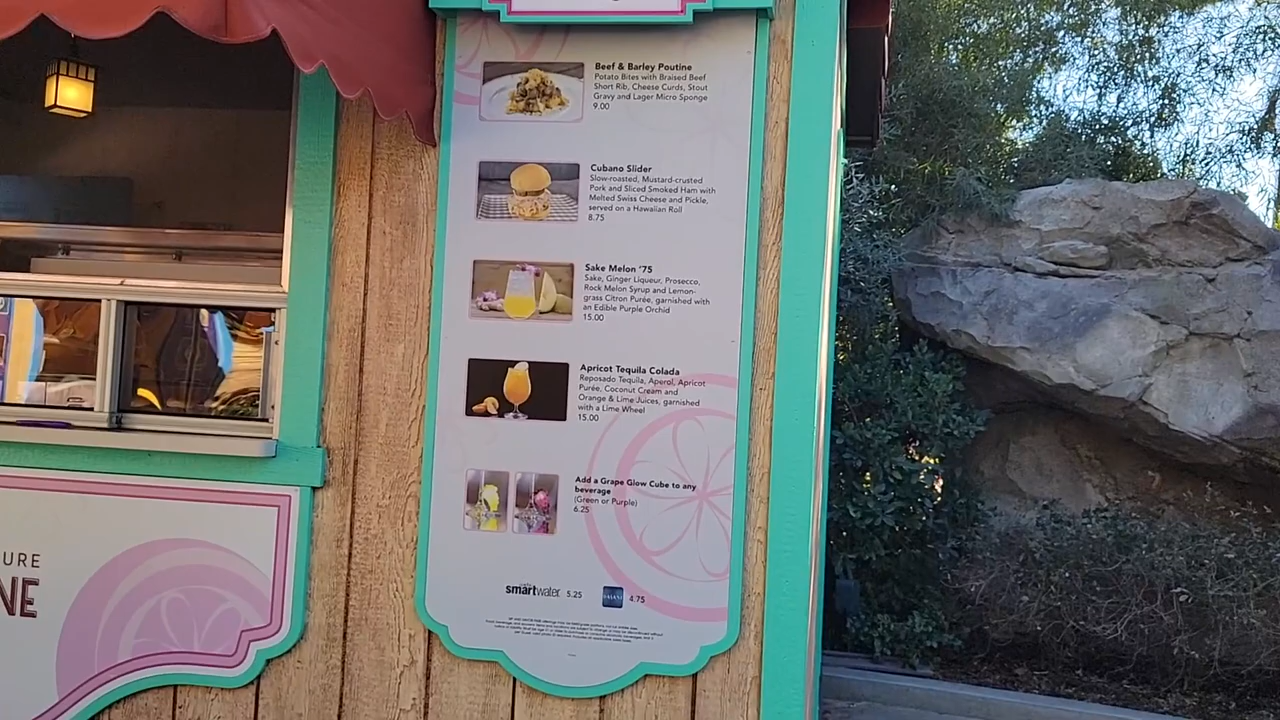 Beef & Barley Poutine
Potato Bites with Braised Beef
Short Rib, Cheese Curds, Stout
Gravy and Lager Micro Sponge
9.00
Cubano Slider
Slow-roasted, Mustard-crusted
Pork and Sliced Smoked Ham with
Melted Swiss Cheese and Pickle,
served on a Hawaiian Roll
8.75
Sake Melon '75
Sake, Ginger Liqueur, Prosecco,
Rock Melon Syrup and Lemon-
grass Citron Purée, garnished with
an Edible Purple Orchid
15.00
Apricot Tequila Colada
Reposado Tequila, Aperol, Apricot
Purée, Coconut Cream and
Orange & Lime Juices, garnished
with a Lime Wheel
15.00
Add a Grape Glow Cube to any
beverage
(Green or Purple)
6.25
smartwater 5.25
4.75
URE
NE